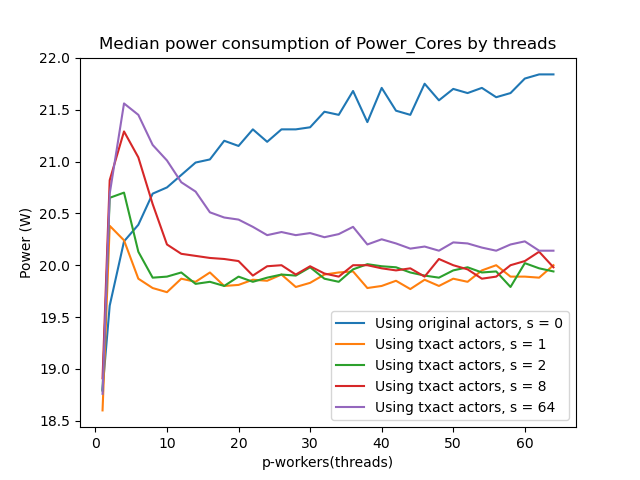 Median power consumption of Power_Cores by threads
22.0
21.5
21.0
20.5
20.0
19.5
19.0
18.5
Power (W)
Using original actors, s = 0
Using txact actors, s = 1
Using txact actors, s = 2
Using txact actors, s = 8
Using txact actors, s = 64
0 10 20 30 40 50 60
p-workers(threads)